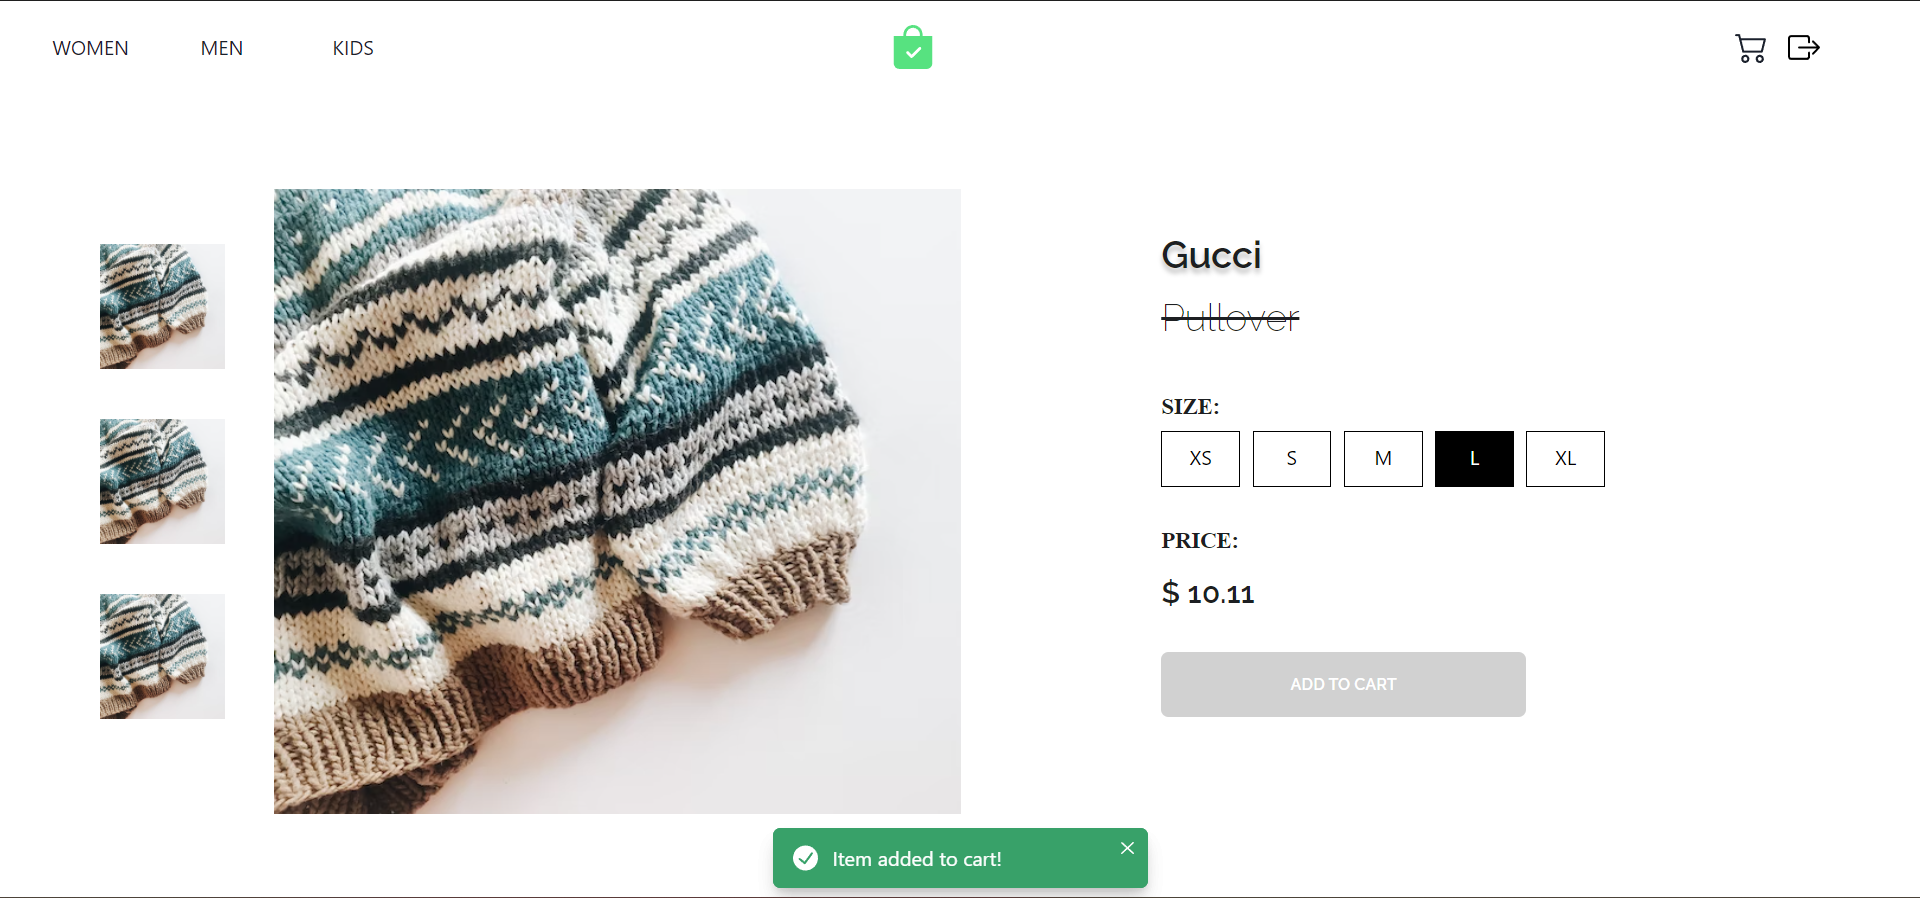 WOMEN MEN KIDS
Gucci
Pullover
SIZE:
XS S M L XL
PRICE:
$ 10.11
ADD TO CART
Item added to cart!